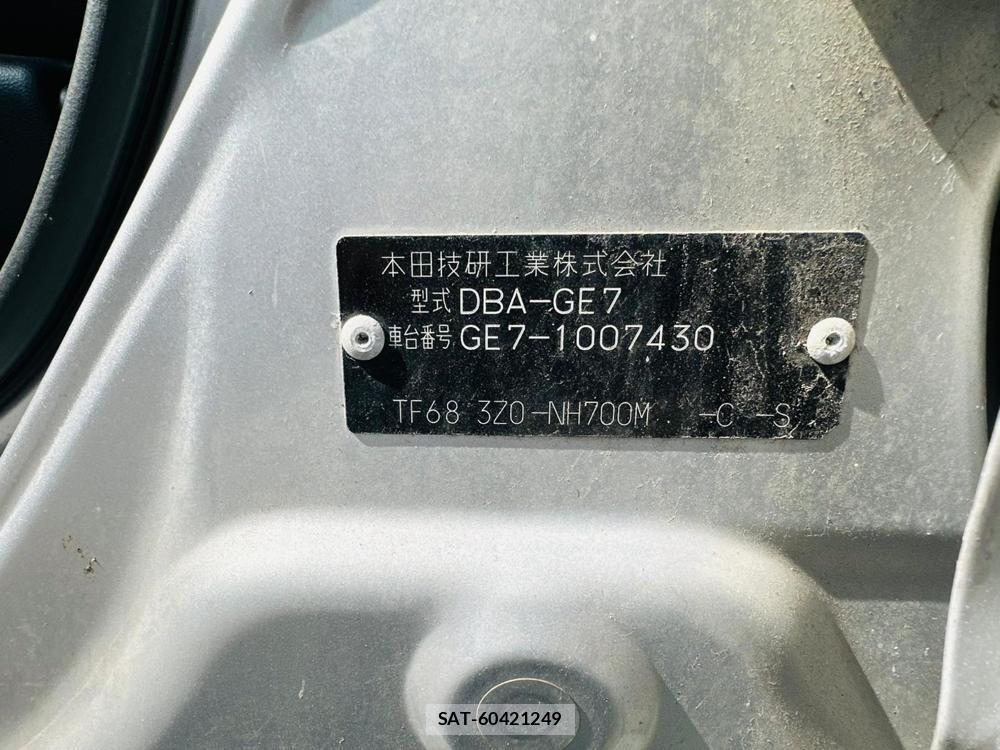 本田技研工業株式会社
型式 DBA-GE7
車台番号 GE7-1007430
TF68 3Z0-NH700M -C -S
SAT-60421249